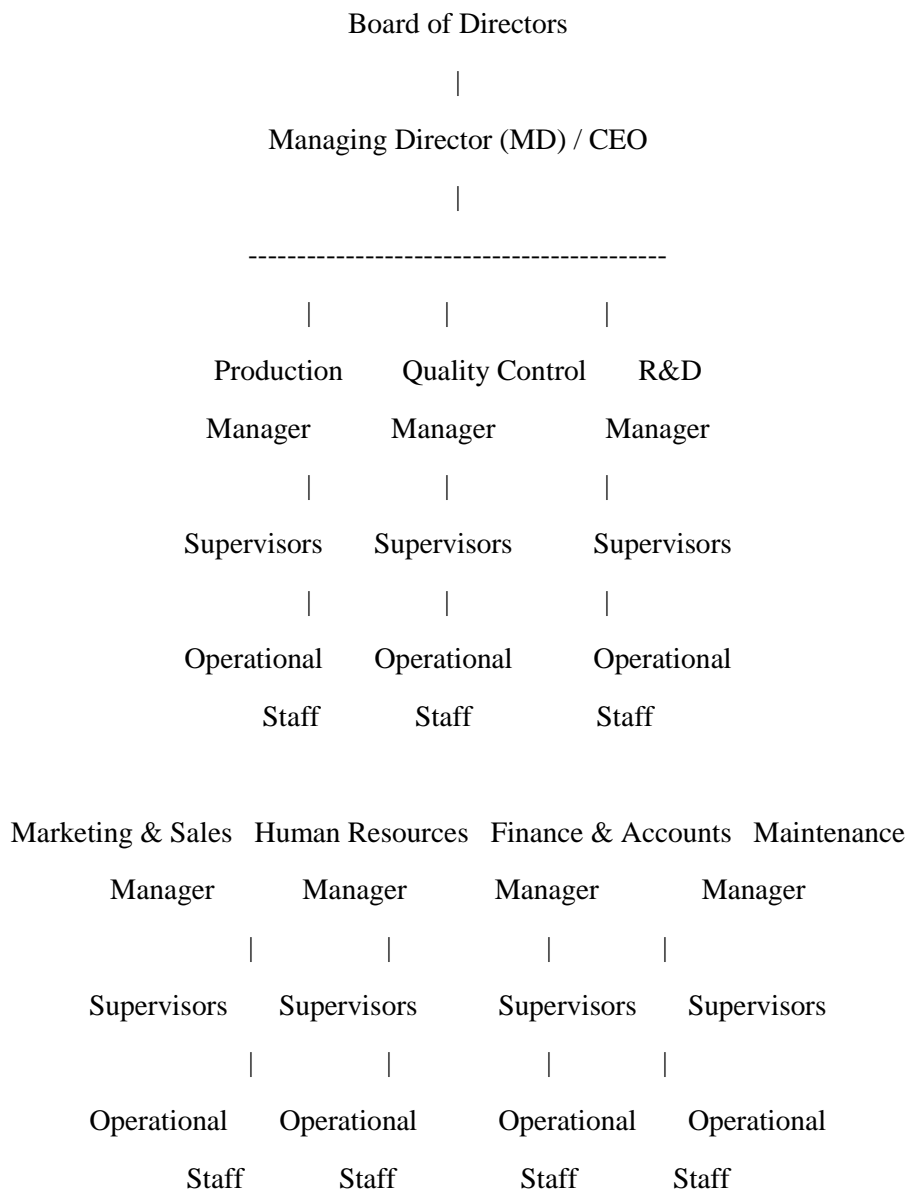 Board of Directors
|
Managing Director (MD) / CEO
|
-------------------------------------------
| | |
Production Quality Control R&D
Manager Manager Manager
| | |
Supervisors Supervisors Supervisors
| | |
Operational Operational Operational
Staff Staff Staff
Marketing & Sales Human Resources Finance & Accounts Maintenance
Manager Manager Manager Manager
| | | |
Supervisors Supervisors Supervisors Supervisors
| | | |
Operational Operational Operational Operational
Staff Staff Staff Staff